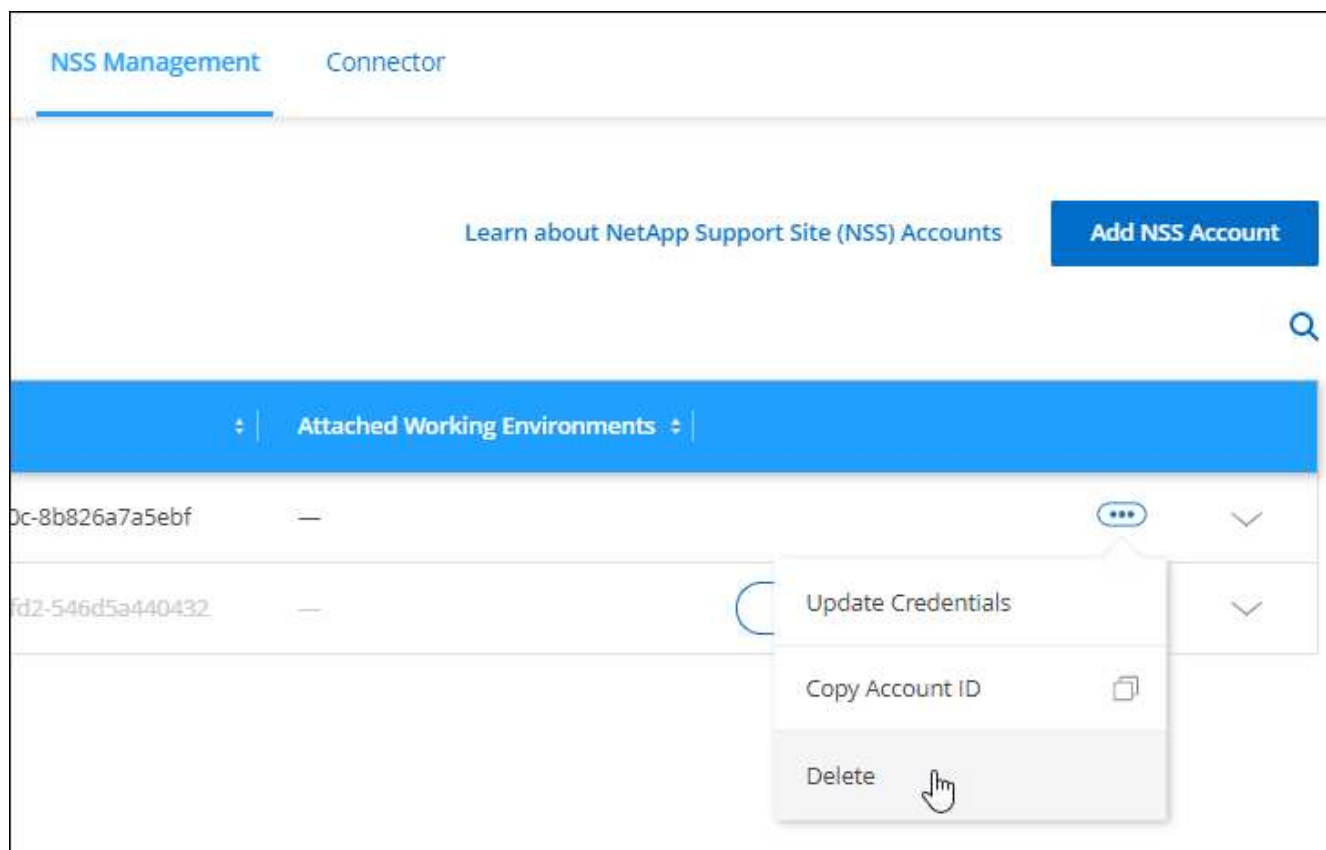 NSS Management Connector
Learn about NetApp Support Site (NSS) Accounts Add NSS Account
Attached Working Environments
0c-8b826a7a5ebf —
fd2-546d5a440432 —
Update Credentials
Copy Account ID
Delete